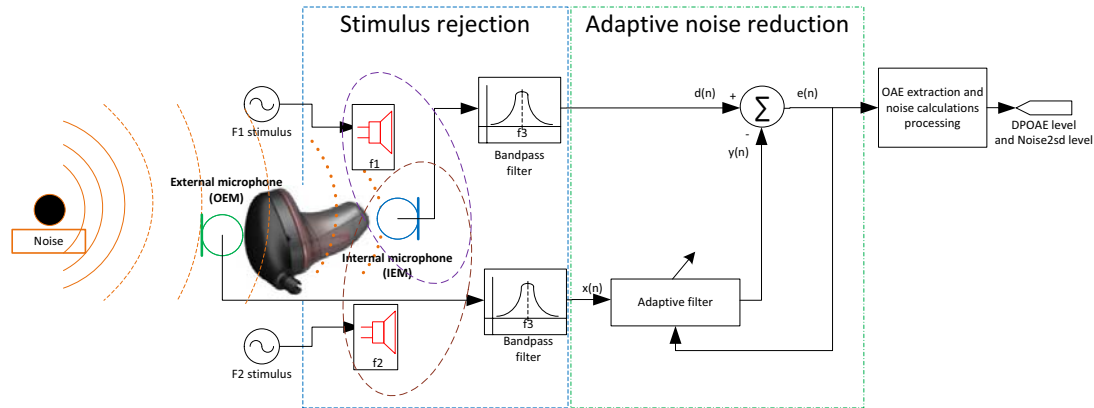 Stimulus rejection
Adaptive noise reduction
F1 stimulus
f1
f3
Bandpass
filter
d(n)
+
Σ
e(n)
-
y(n)
OAE extraction and
noise calculations
processing
DPOAE level
and Noise2sd level
External microphone
(OEM)
Noise
Internal microphone
(IEM)
f3
Bandpass
filter
x(n)
Adaptive filter
f2
F2 stimulus